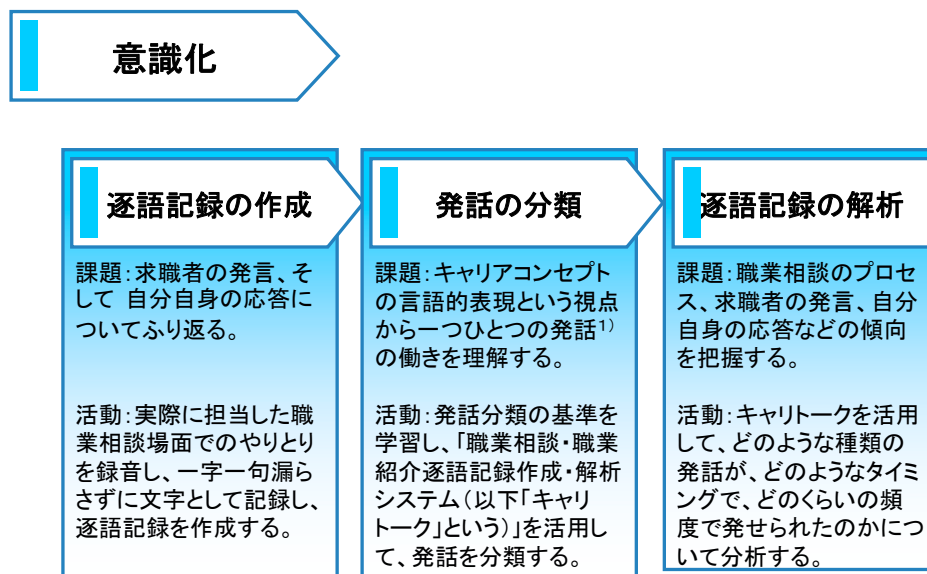 意識化
逐語記録の作成
課題：求職者の発言、そ
して 自分自身の応答に
ついてふり返る。
活動：実際に担当した職
業相談場面でのやりとり
を録音し、一字一句漏ら
さずに文字として記録し、
逐語記録を作成する。
発話の分類
課題：キャリアコンセプト
の言語的表現という視点
から一つひとつの発話1)
の働きを理解する。
活動：発話分類の基準を
学習し、「職業相談・職業
紹介逐語記録作成・解析
システム（以下「キャリ
トーク」という）」を活用し
て、発話を分類する。
逐語記録の解析
課題：職業相談のプロセ
ス、求職者の発言、自分
自身の応答などの傾向
を把握する。
活動：キャリトークを活用
して、どのような種類の
発話が、どのようなタイミ
ングで、どのくらいの頻
度で発せられたのかにつ
いて分析する。